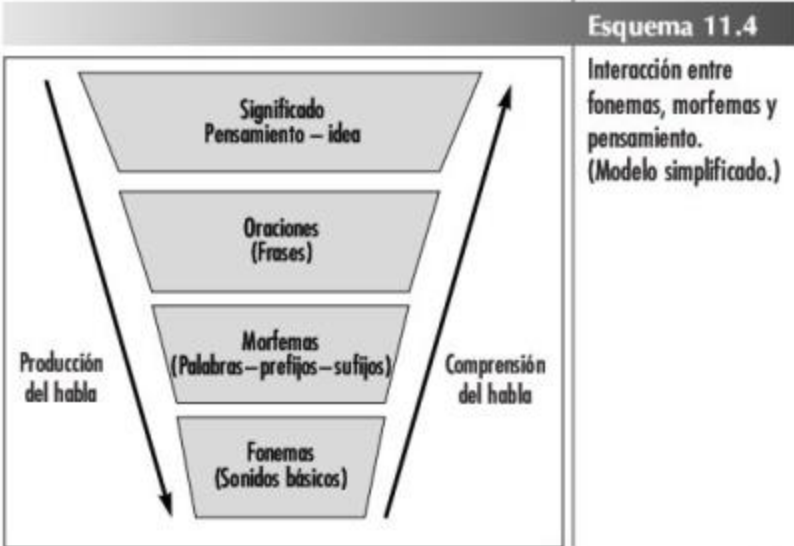 Esquema 11.4
Interacción entre
fonemas, morfemas y
pensamiento.
(Modelo simplificado.)
Significado
Pensamiento – idea
Oraciones
(Frases)
Morfemas
(Palabras–prefijos–sufijos)
Producción
del habla
Comprensión
del habla
Fonemas
(Sonidos básicos)